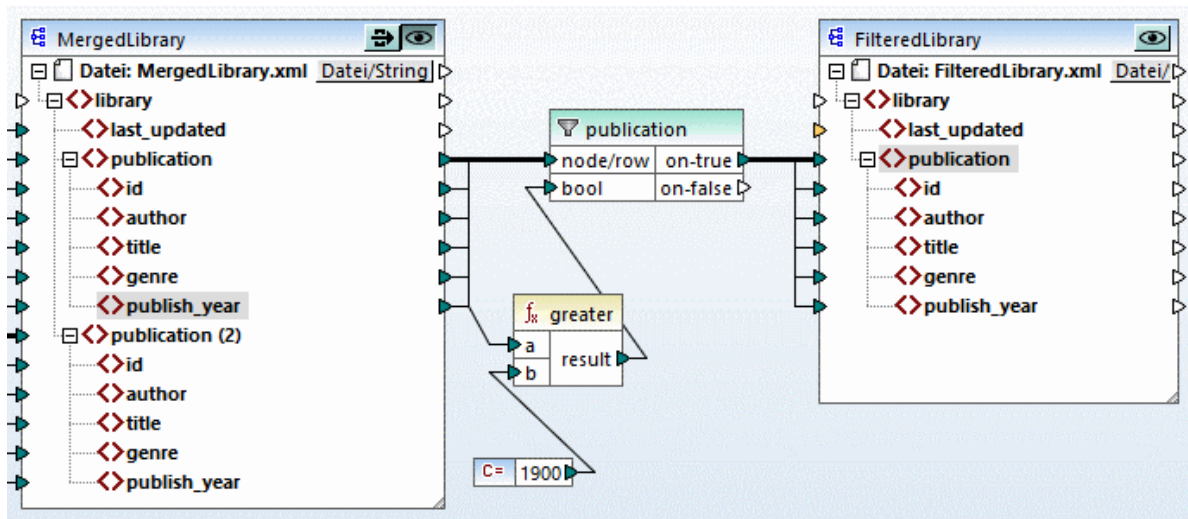 MergedLibrary
Datei: MergedLibrary.xml Datei/String
library
last_updated
publication
id
author
title
genre
publish_year
publication (2)
id
author
title
genre
publish_year
publication
node/row on-true
bool on-false
fx greater
a
b
result
C= 1900
FilteredLibrary
Datei: FilteredLibrary.xml Datei/
library
last_updated
publication
id
author
title
genre
publish_year